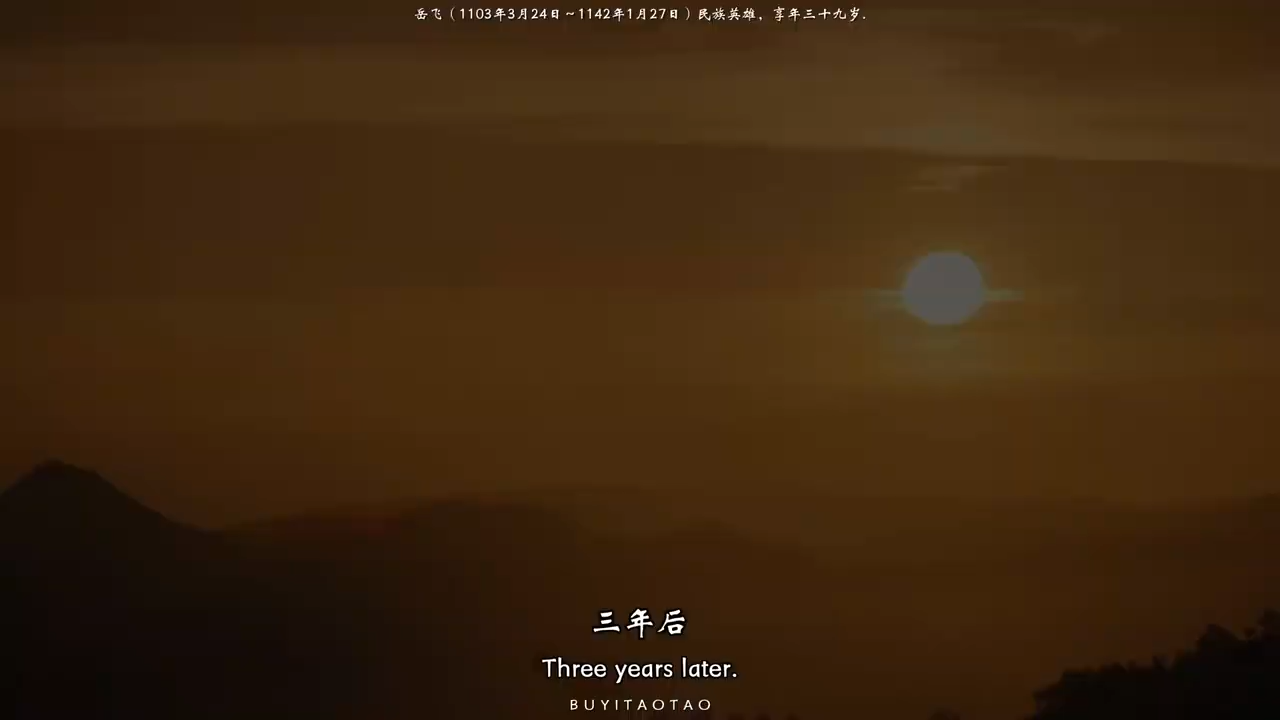 岳飞（1103年3月24日～1142年1月27日）民族英雄，享年三十九岁.
三年后
Three years later.
BUYITAOTAO